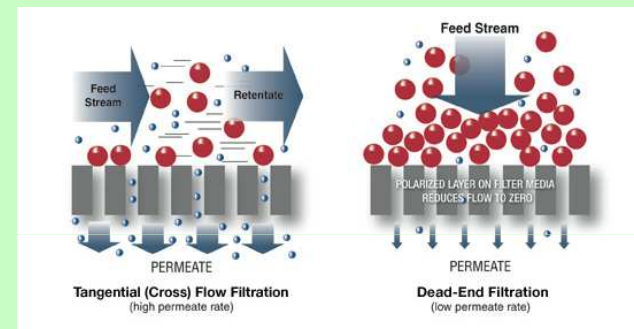 Feed
Stream
Retentate
PERMEATE
Tangential (Cross) Flow Filtration
(high permeate rate)
Feed Stream
POLARIZED LAYER ON FILTER MEDIA
REDUCES FLOW TO ZERO
PERMEATE
Dead-End Filtration
(low permeate rate)